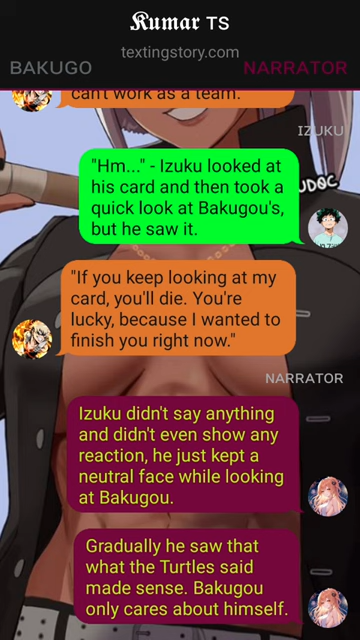 Kumar TS
textingstory.com
BAKUGO
NARRATOR
can't work as a team.
IZUKU
"Hm..." - Izuku looked at
his card and then took a
quick look at Bakugou's,
but he saw it.
"If you keep looking at my
card, you'll die. You're
lucky, because I wanted to
finish you right now."
NARRATOR
Izuku didn't say anything
and didn't even show any
reaction, he just kept a
neutral face while looking
at Bakugou.
Gradually he saw that
what the Turtles said
made sense. Bakugou
only cares about himself.